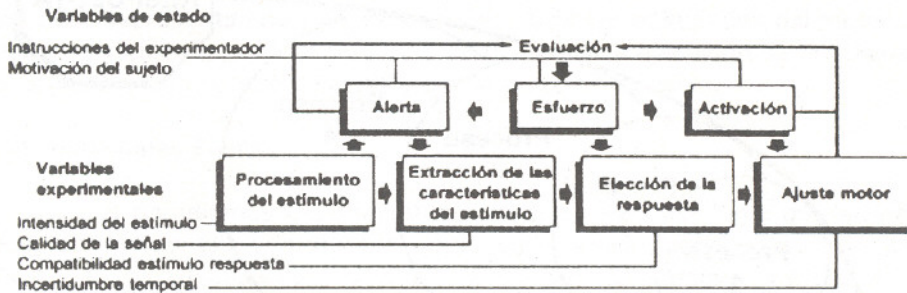 Variables de estado
Instrucciones del experimentador
Motivación del sujeto
Evaluación
Alerta
Esfuerzo
Activación
Variables
experimentales
Procesamiento
del estímulo
Extracción de las
características
del estímulo
Elección de la
respuesta
Ajuste motor
Intensidad del estímulo
Calidad de la señal
Compatibilidad estímulo respuesta
Incertidumbre temporal